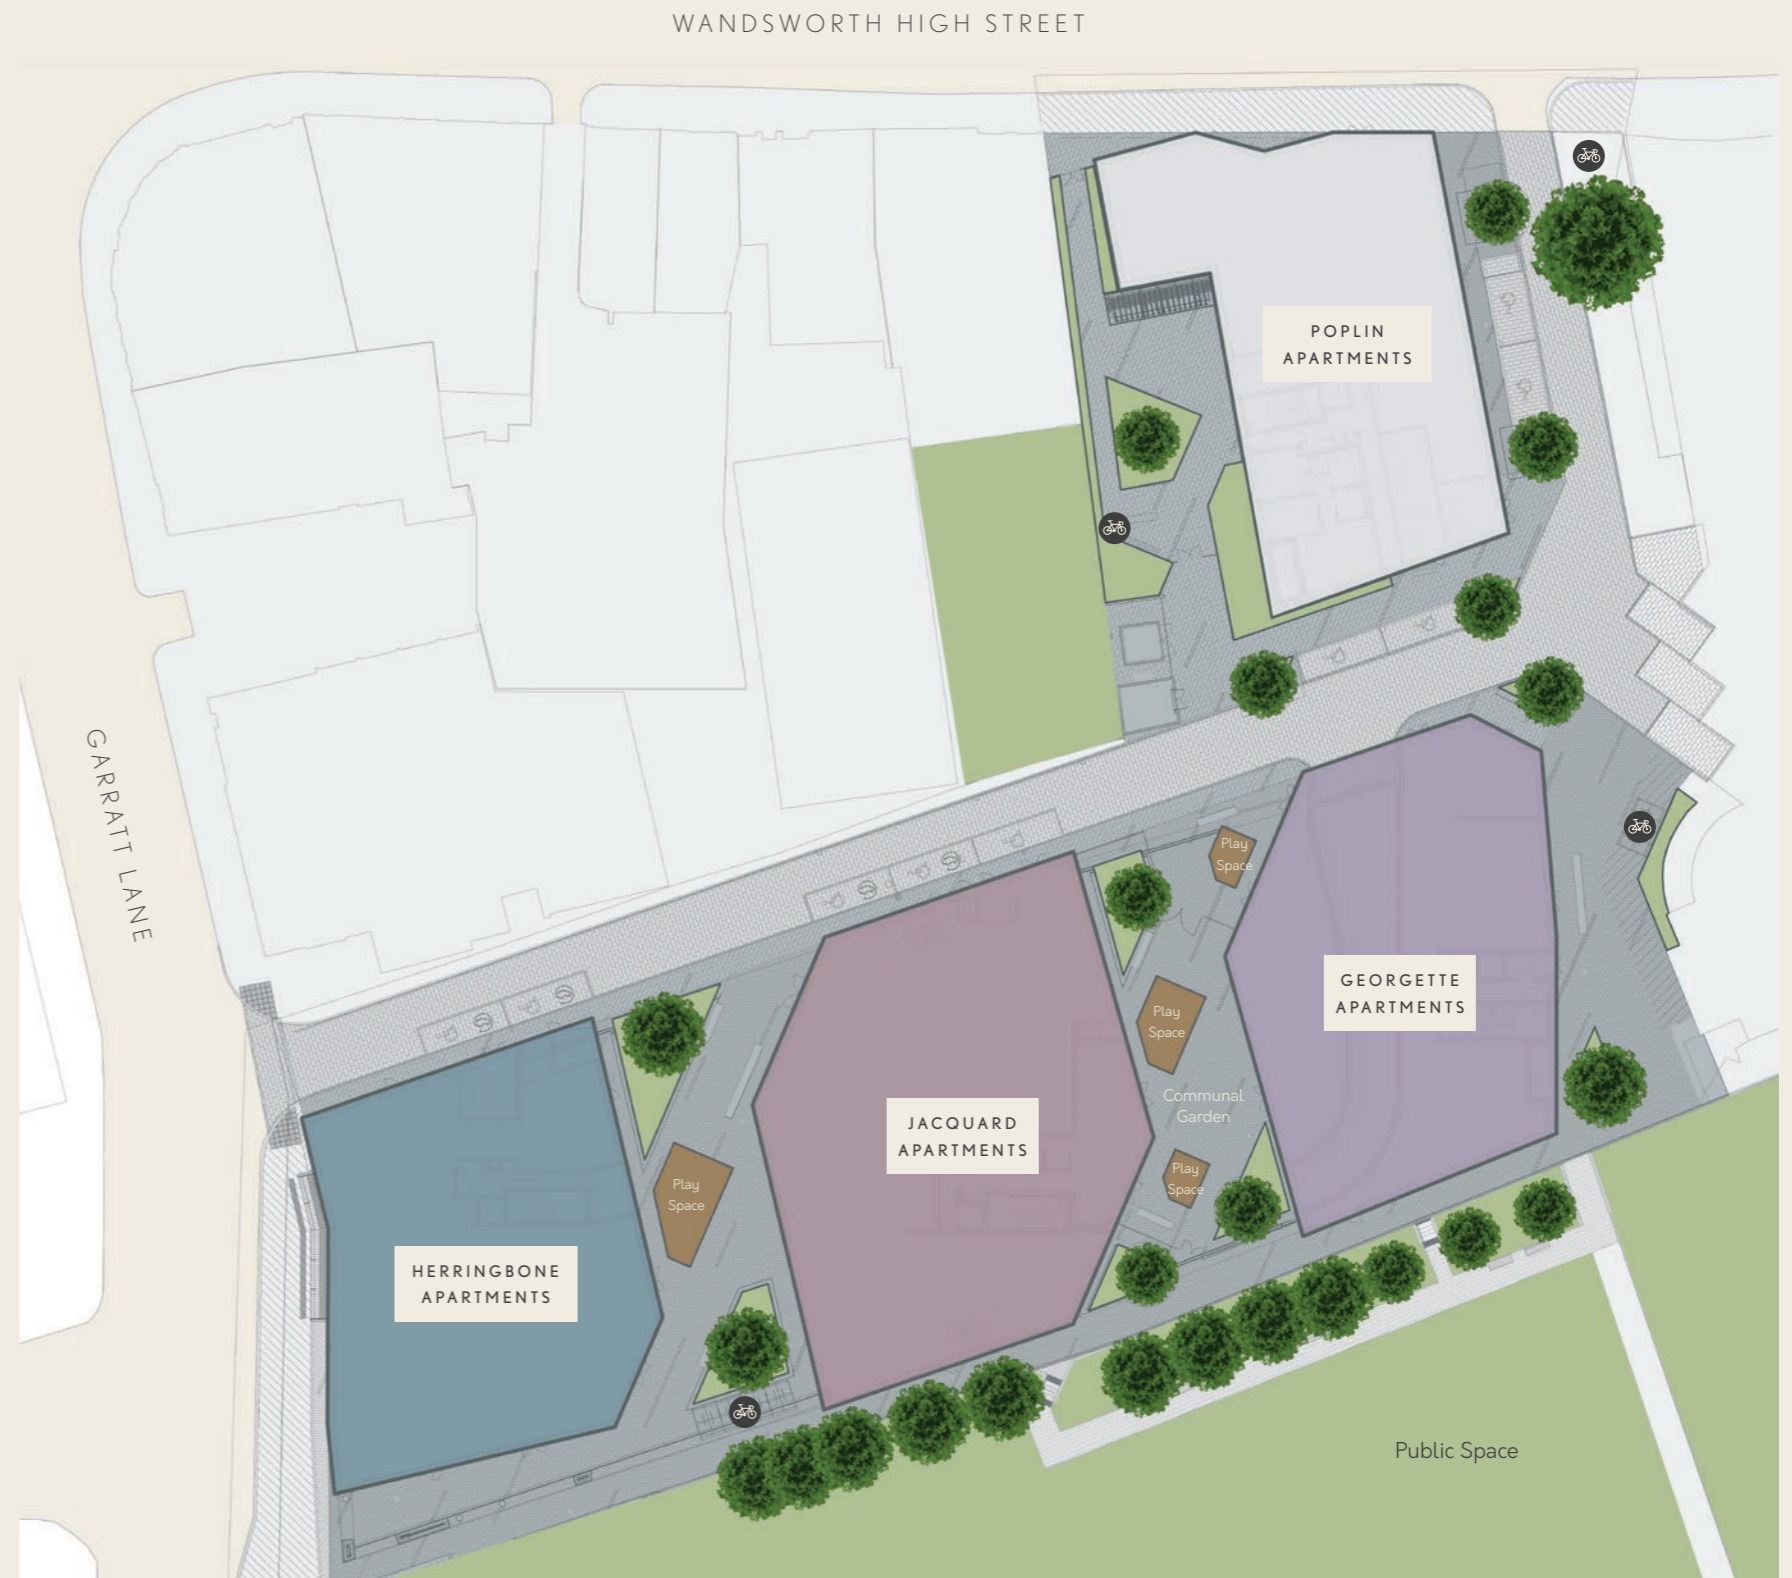 WANDSWORTH HIGH STREET
POPLIN
APARTMENTS
GARRATT LANE
Play
Space
GEORGETTE
APARTMENTS
Play
Space
Communal
Garden
JACQUARD
APARTMENTS
Play
Space
Play
Space
HERRINGBONE
APARTMENTS
Public Space